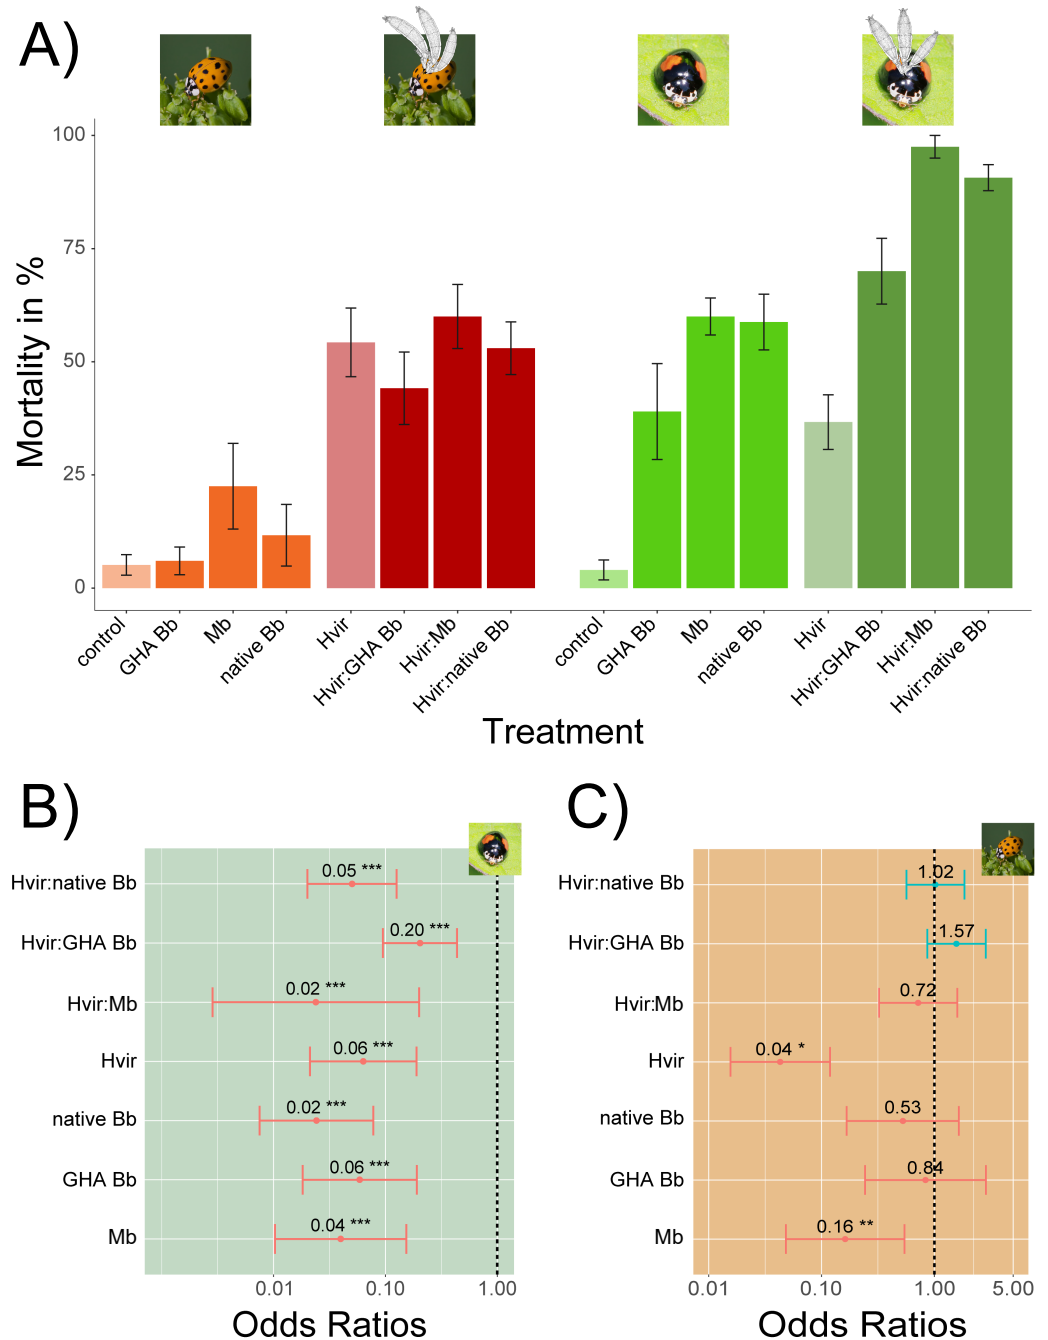 A)
Mortality in %
100
75
50
25
0
control
GHA Bb
Mb
native Bb
Hvir
Hvir:GHA Bb
Hvir:Mb
Hvir:native Bb
control
GHA Bb
Mb
native Bb
Hvir
Hvir:GHA Bb
Hvir:Mb
Hvir:native Bb
Treatment
B)
Hvir:native Bb
0.05 ***
Hvir:GHA Bb
0.20 ***
Hvir:Mb
0.02 ***
Hvir
0.06 ***
native Bb
0.02 ***
GHA Bb
0.06 ***
Mb
0.04 ***
0.01
0.10
1.00
Odds Ratios
C)
Hvir:native Bb
1.02
Hvir:GHA Bb
1.57
Hvir:Mb
0.72
Hvir
0.04 *
native Bb
0.53
GHA Bb
0.84
Mb
0.16 **
0.01
0.10
1.00
5.00
Odds Ratios